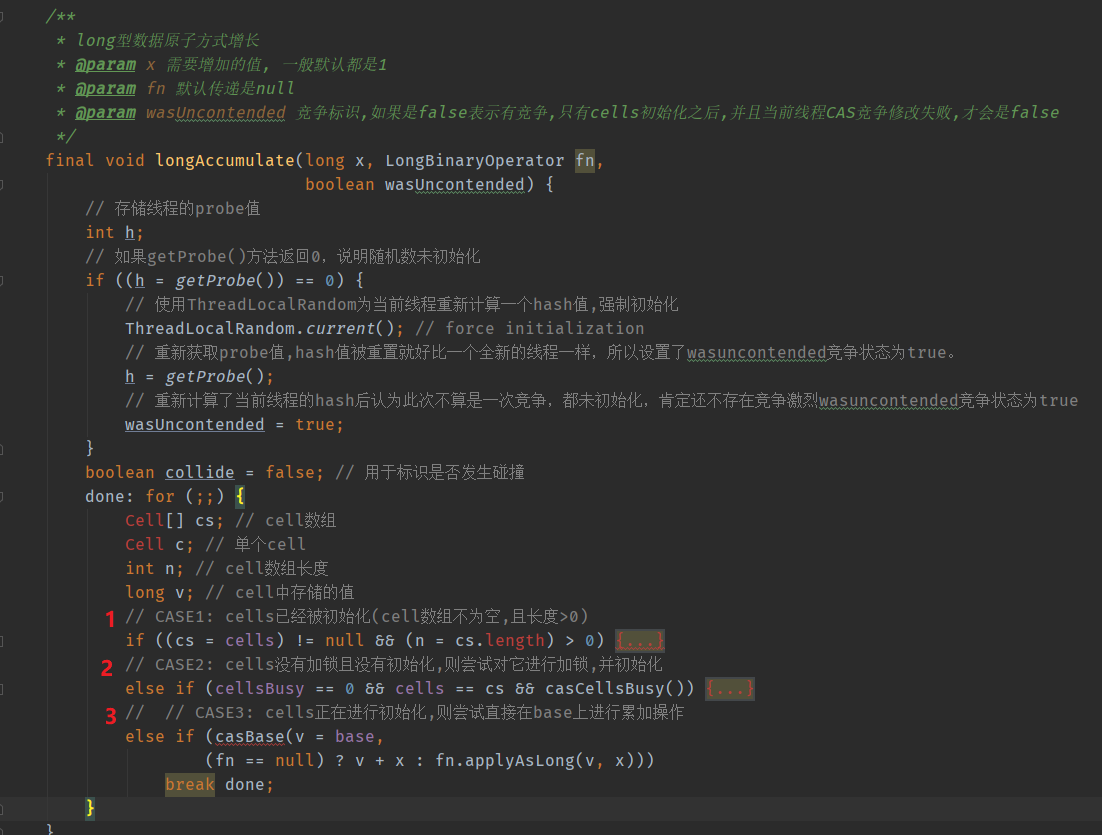 /**
 * long型数据原子方式增长
 * @param x 需要增加的值, 一般默认都是1
 * @param fn 默认传递是null
 * @param wasUncontended 竞争标识,如果是false表示有竞争,只有cells初始化之后,并且当前线程CAS竞争修改失败,才会是false
 */
final void longAccumulate(long x, LongBinaryOperator fn,
                          boolean wasUncontended) {
    // 存储线程的probe值
    int h;
    // 如果getProbe()方法返回0，说明随机数未初始化
    if ((h = getProbe()) == 0) {
        // 使用ThreadLocalRandom为当前线程重新计算一个hash值,强制初始化
        ThreadLocalRandom.current(); // force initialization
        // 重新获取probe值,hash值被重置就好比一个全新的线程一样，所以设置了wasuncontended竞争状态为true。
        h = getProbe();
        // 重新计算了当前线程的hash后认为此次不算是一次竞争，都未初始化，肯定还不存在竞争激烈wasuncontended竞争状态为true
        wasUncontended = true;
    }
    boolean collide = false; // 用于标识是否发生碰撞
    done: for (;;) {
        Cell[] cs; // cell数组
        Cell c; // 单个cell
        int n; // cell数组长度
        long v; // cell中存储的值
1 // CASE1: cells已经被初始化(cell数组不为空,且长度>0)
        if ((cs = cells) != null && (n = cs.length) > 0) {...}
2 // CASE2: cells没有加锁且没有初始化,则尝试对它进行加锁,并初始化
        else if (cellsBusy == 0 && cells == cs && casCellsBusy()) {...}
3 //  // CASE3: cells正在进行初始化,则尝试直接在base上进行累加操作
        else if (casBase(v = base,
                (fn == null) ? v + x : fn.applyAsLong(v, x)))
            break done;
    }
}